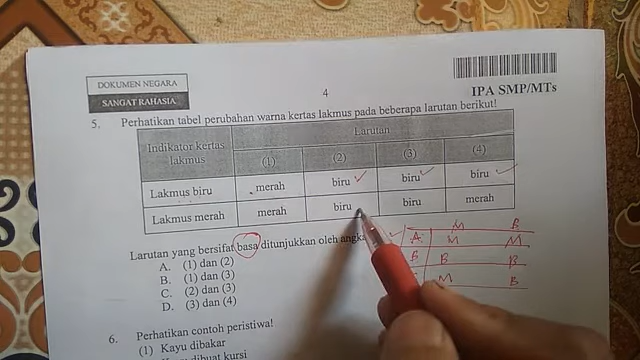 DOKUMEN NEGARA
SANGAT RAHASIA
4
IPA SMP/MTs
5. Perhatikan tabel perubahan warna kertas lakmus pada beberapa larutan berikut!
Indikator kertas lakmus Larutan
(1) (2) (3) (4)
Lakmus biru merah biru biru biru
Lakmus merah merah biru biru merah
Larutan yang bersifat basa ditunjukkan oleh
A. (1) dan (2)
B. (1) dan (3)
C. (2) dan (3)
D. (3) dan (4)
M B
A M M
B B B
M B
6. Perhatikan contoh peristiwa!
(1) Kayu dibakar
dibuat kursi